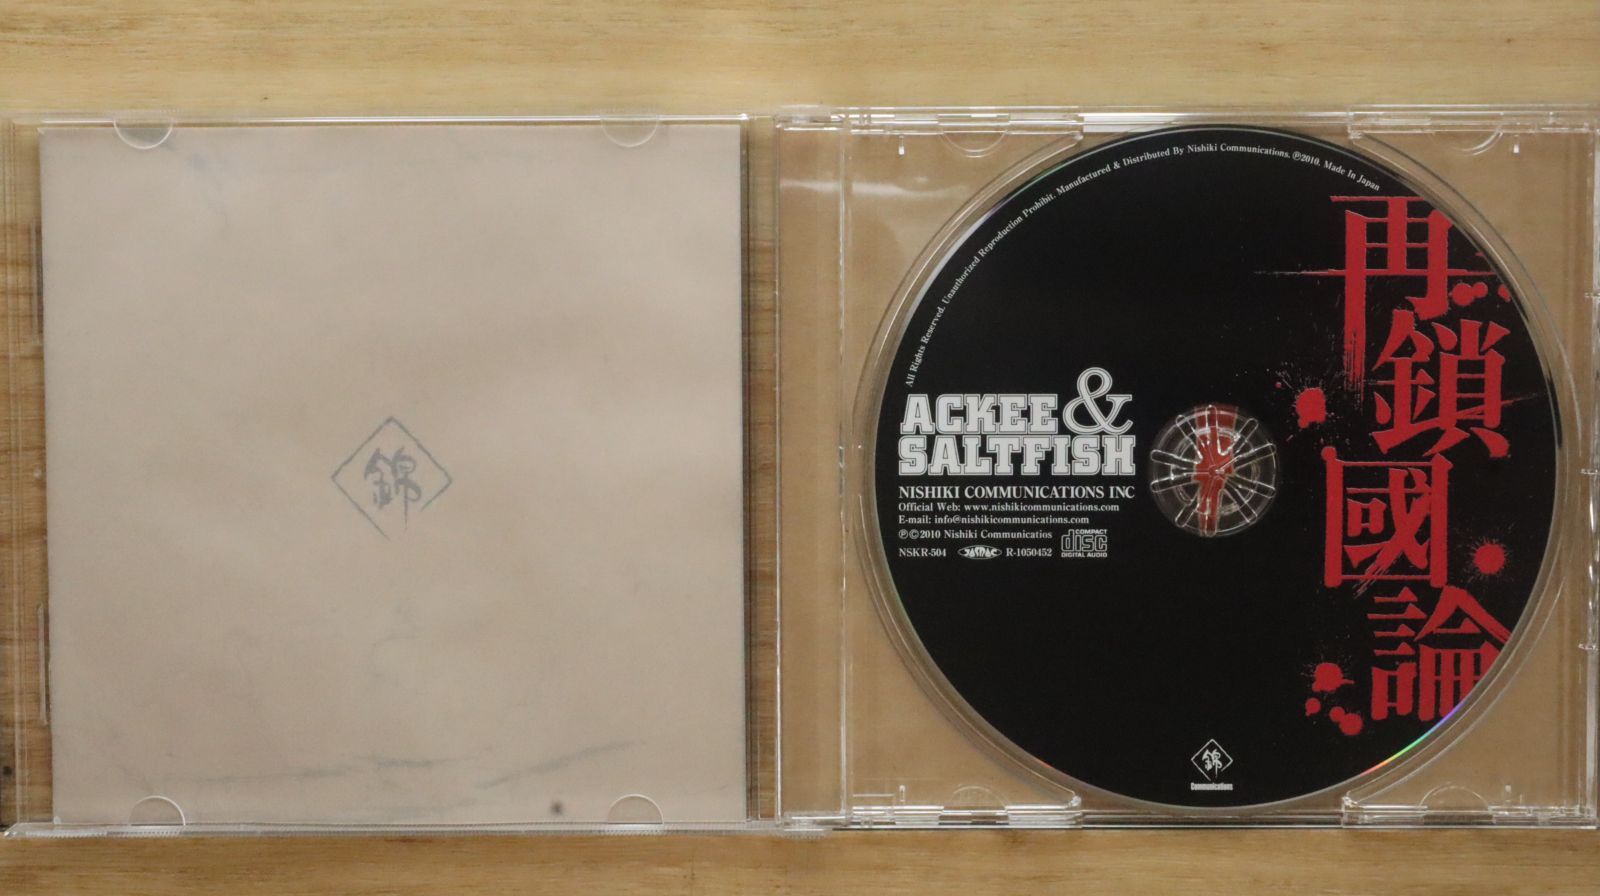 錦
All Rights Reserved. Unauthorized Reproduction Prohibit. Manufactured & Distributed By Nishiki Communications. ℗2010. Made In Japan
ACKEE &
SALTFISH
NISHIKI COMMUNICATIONS INC
Official Web: www.nishikicommunications.com
E-mail: info@nishikicommunications.com
℗©2010 Nishiki Communicatios
NSKR-504 JASRAC R-1050452 COMPACT disc DIGITAL AUDIO
再鎖國論
錦
Communications